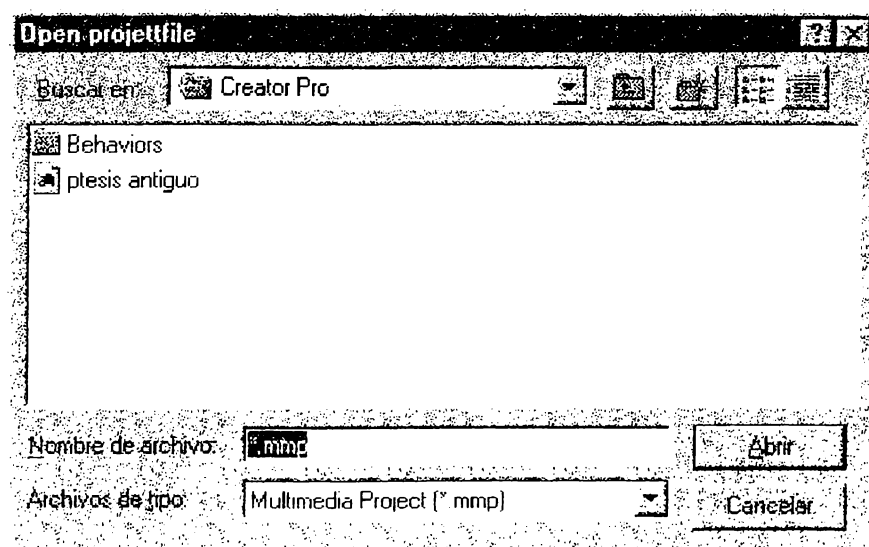 Open projettfile
Buscar en: Creator Pro
Behaviors
ptesis antiguo
Nombre de archivo: *.mmp Abrir
Archivos de tipo: Multimedia Project (*.mmp) Cancelar